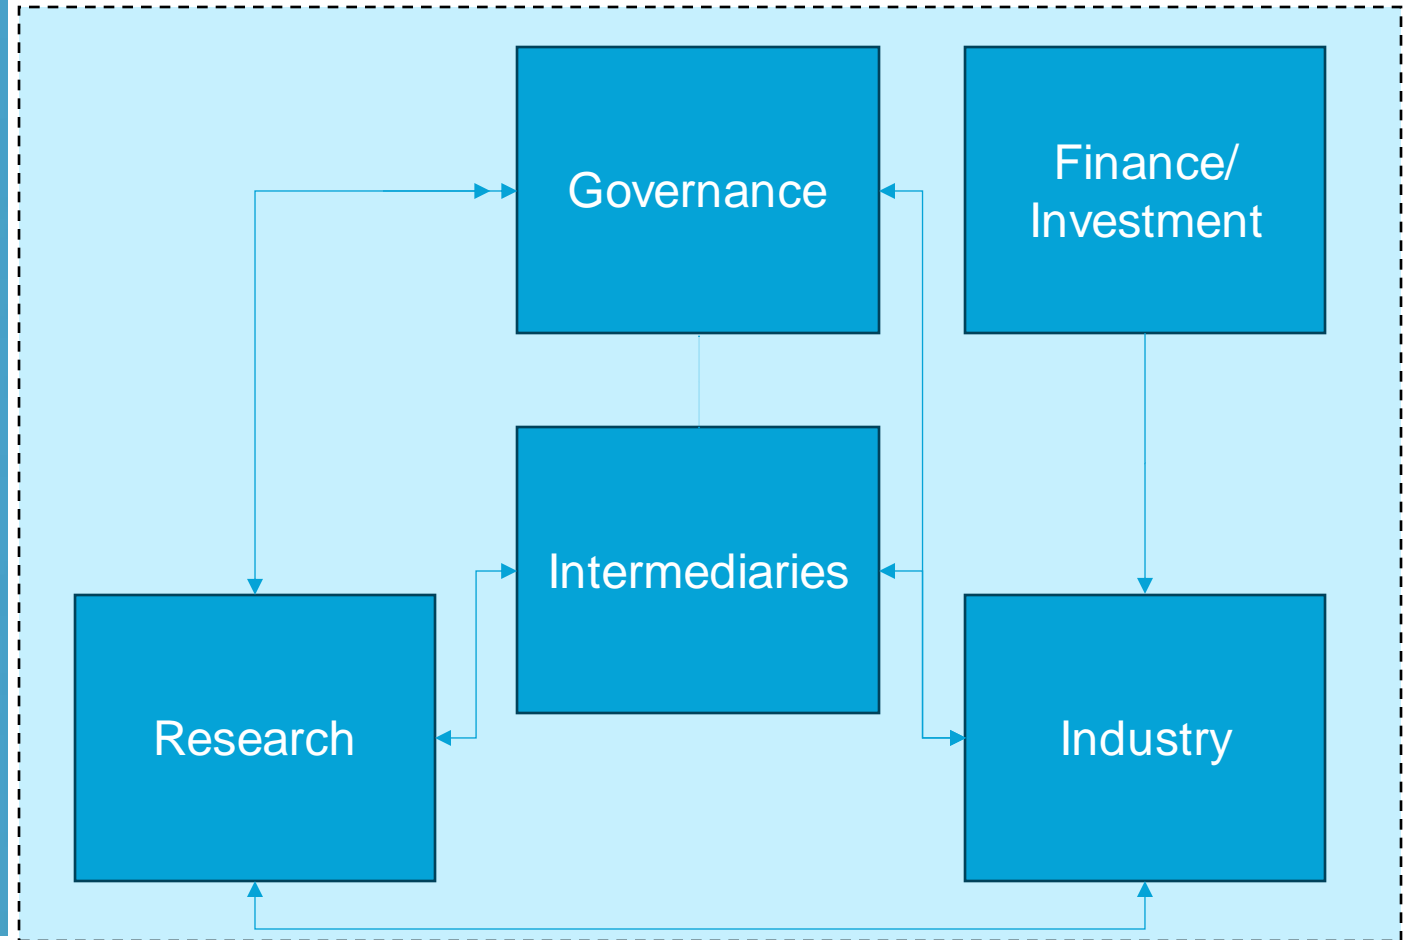 Governance
Finance/
Investment
Intermediaries
Research
Industry